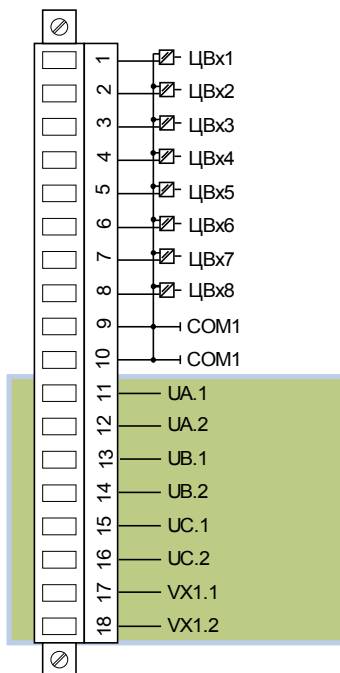 1 ЦВх1
2 ЦВх2
3 ЦВх3
4 ЦВх4
5 ЦВх5
6 ЦВх6
7 ЦВх7
8 ЦВх8
9 COM1
10 COM1
11 UA.1
12 UA.2
13 UB.1
14 UB.2
15 UC.1
16 UC.2
17 VX1.1
18 VX1.2